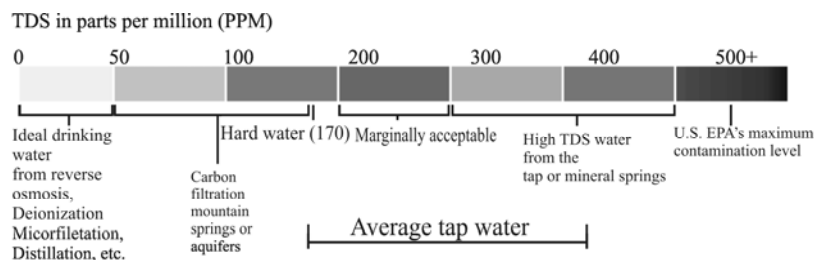 TDS in parts per million (PPM)
0 50 100 200 300 400 500+
Ideal drinking
water
from reverse
osmosis,
Deionization
Micorfiletation,
Distillation, etc.
Carbon
filtration
mountain
springs or
aquifers
Hard water (170)
Marginally acceptable
High TDS water
from the
tap or mineral springs
U.S. EPA's maximum
contamination level
Average tap water